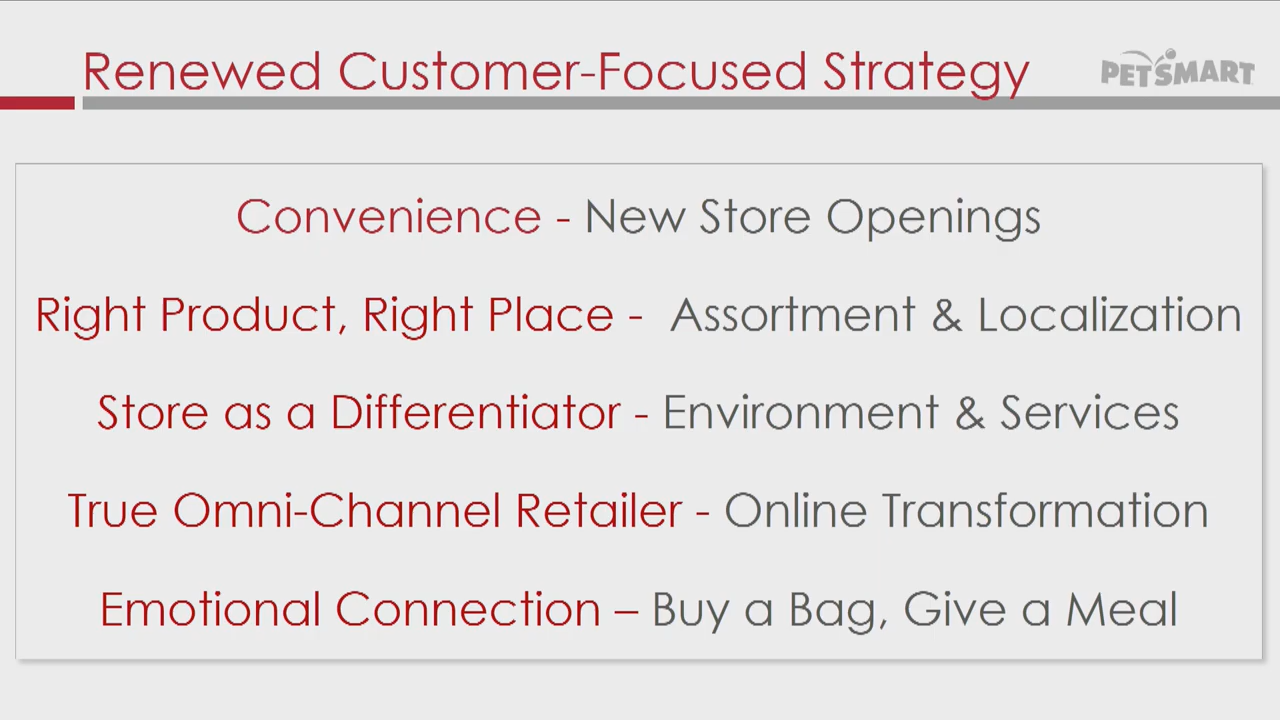 Renewed Customer-Focused Strategy
PETSMART
Convenience - New Store Openings
Right Product, Right Place - Assortment & Localization
Store as a Differentiator - Environment & Services
True Omni-Channel Retailer - Online Transformation
Emotional Connection – Buy a Bag, Give a Meal